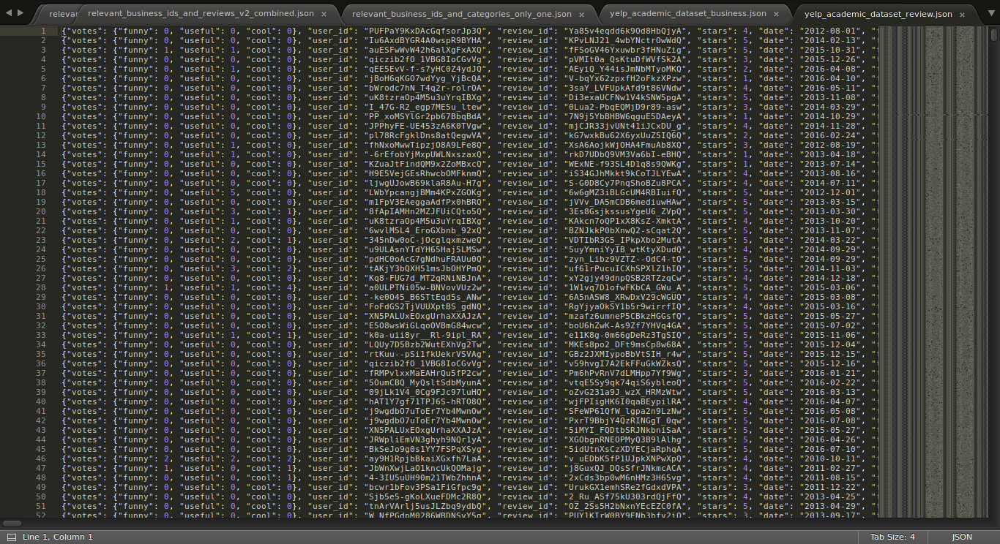 relevar
relevant_business_ids_and_reviews_v2_combined.json ×
relevant_business_ids_and_categories_only_one.json ×
yelp_academic_dataset_business.json ×
yelp_academic_dataset_review.json ×
1 {"votes": {"funny": 0, "useful": 0, "cool": 0}, "user_id": "PUFPaY9KxDAcGqfsorJp3Q", "review_id": "Ya85v4eqdd6k9Od8HbQjyA", "stars": 4, "date": "2012-08-01", "
2 {"votes": {"funny": 0, "useful": 0, "cool": 0}, "user_id": "Iu6AxdBYGR4A0wspR9BYHA", "review_id": "KPvLNJ21_4wbYNctrOwWdQ", "stars": 5, "date": "2014-02-13", "
3 {"votes": {"funny": 1, "useful": 1, "cool": 0}, "user_id": "auESFwWvW42h6alXgFxAXQ", "review_id": "fFSoGV46Yxuwbr3fHNuZig", "stars": 5, "date": "2015-10-31", "
4 {"votes": {"funny": 0, "useful": 0, "cool": 0}, "user_id": "qiczib2fO_1VBG8IoCGvVg", "review_id": "pVMIt0a_QsKtuDfWVfSk2A", "stars": 3, "date": "2015-12-26", "
5 {"votes": {"funny": 0, "useful": 1, "cool": 0}, "user_id": "qEE5EvV-f-s7yHC0Z4ydJQ", "review_id": "AEyiQ_Y44isJmNbMTyoMKQ", "stars": 2, "date": "2016-04-08", "
6 {"votes": {"funny": 0, "useful": 0, "cool": 0}, "user_id": "jBoH6qKGO7wdYyg_YjBcQA", "review_id": "V-bqYx62zpxfH2oFkzXPzw", "stars": 1, "date": "2016-04-10", "
7 {"votes": {"funny": 0, "useful": 0, "cool": 0}, "user_id": "bWrodc7hN_T4q2r-rolrOA", "review_id": "3saY_LVFUpkAfd9t86VNdw", "stars": 4, "date": "2016-05-11", "
8 {"votes": {"funny": 0, "useful": 0, "cool": 0}, "user_id": "uK8tzraOp4M5u3uYrqIBXg", "review_id": "Di3exaUCFNw1V4kSNW5pgA", "stars": 5, "date": "2013-11-08", "
9 {"votes": {"funny": 0, "useful": 0, "cool": 0}, "user_id": "I_47G-R2_egp7ME5u_ltew", "review_id": "0Lua2-PbqEQMjD9r89-asw", "stars": 3, "date": "2014-03-29", "
10 {"votes": {"funny": 0, "useful": 0, "cool": 0}, "user_id": "PP_xoMSYlGr2pb67BbqBdA", "review_id": "7N9j5YbBHBW6qguE5DAeyA", "stars": 1, "date": "2014-10-29", "
11 {"votes": {"funny": 0, "useful": 0, "cool": 0}, "user_id": "JPPhyFE-UE453zA6K0TVgw", "review_id": "mjCJR33jvUNt41iJCxDU_g", "stars": 4, "date": "2014-11-28", "
12 {"votes": {"funny": 0, "useful": 0, "cool": 0}, "user_id": "pl78RcFgklDns8atQegwVA", "review_id": "kG7wxkBu62X6yxUuZ5IQ6Q", "stars": 2, "date": "2016-02-24", "
13 {"votes": {"funny": 0, "useful": 1, "cool": 0}, "user_id": "fhNxoMwwTipzjO8A9LFe8Q", "review_id": "XsA6AojkWjOHA4FmuAb8XQ", "stars": 3, "date": "2012-08-19", "
14 {"votes": {"funny": 0, "useful": 1, "cool": 0}, "user_id": "-6rEfobYjMxpUWLNxszaxQ", "review_id": "rkD7UDbQ9VM3Va6bI-eBHQ", "stars": 1, "date": "2013-04-18", "
15 {"votes": {"funny": 0, "useful": 0, "cool": 0}, "user_id": "KZuaJtFindQM9x2ZoMBxcQ", "review_id": "WExNE-f93SL4D1q8s9QWKg", "stars": 1, "date": "2013-07-14", "
16 {"votes": {"funny": 0, "useful": 0, "cool": 0}, "user_id": "H9E5VejGEsRhwcbOMFknmQ", "review_id": "iS34GJhMkkt9kCoTJLYEwA", "stars": 4, "date": "2013-08-16", "
17 {"votes": {"funny": 0, "useful": 0, "cool": 0}, "user_id": "ljwgUJowB69klaR8Au-H7g", "review_id": "S-G0D8Cy7PnqShoBZu8PCA", "stars": 4, "date": "2014-07-11", "
18 {"votes": {"funny": 0, "useful": 5, "cool": 0}, "user_id": "LWbYpcangjBMm4KPxZGOKg", "review_id": "6w6gMZ3iBLGcUM4RBIuifQ", "stars": 5, "date": "2012-12-01", "
19 {"votes": {"funny": 0, "useful": 0, "cool": 0}, "user_id": "m1FpV3EAeqgaAdfPx0hBRQ", "review_id": "jVVv_DA5mCDB6mediuwHAw", "stars": 5, "date": "2013-03-15", "
20 {"votes": {"funny": 0, "useful": 3, "cool": 1}, "user_id": "8fApIAMHn2MZJFUiCQto5Q", "review_id": "3Es8GsjkssusYgeU6_ZVpQ", "stars": 5, "date": "2013-03-30", "
21 {"votes": {"funny": 0, "useful": 1, "cool": 0}, "user_id": "uK8tzraOp4M5u3uYrqIBXg", "review_id": "KAkcn7oQP1xX8KsZ-XmktA", "stars": 4, "date": "2013-10-20", "
22 {"votes": {"funny": 0, "useful": 0, "cool": 0}, "user_id": "6wvlM5L4_EroGXbnb_92xQ", "review_id": "BZNJkkP0bXnwQ2-sCqat2Q", "stars": 5, "date": "2013-11-07", "
23 {"votes": {"funny": 0, "useful": 2, "cool": 1}, "user_id": "345nDw0oC-jOcglqxmzweQ", "review_id": "VDTIbR3G5_IPkpXbo2MutA", "stars": 5, "date": "2014-03-22", "
24 {"votes": {"funny": 0, "useful": 0, "cool": 0}, "user_id": "u9ULAsnYTdYH65Haj5LMSw", "review_id": "5uyYmniYyIB_wtKtyXDudQ", "stars": 4, "date": "2014-09-29", "
25 {"votes": {"funny": 0, "useful": 0, "cool": 0}, "user_id": "pdHC0oAcG7gNdhuFRAUu0Q", "review_id": "zyn_Libz9VZTZ--OdC4-tQ", "stars": 5, "date": "2014-09-29", "
26 {"votes": {"funny": 0, "useful": 3, "cool": 2}, "user_id": "tAKjY3bQXH51msJbOHYPmQ", "review_id": "uf61rPucuICXhSPXlZ1hIQ", "stars": 5, "date": "2014-11-03", "
27 {"votes": {"funny": 0, "useful": 0, "cool": 0}, "user_id": "Kq8-FUG7d_MT2qRNiNBJnA", "review_id": "xY2gjy49dnpQSB2RTZzqCw", "stars": 4, "date": "2014-12-18", "
28 {"votes": {"funny": 1, "useful": 1, "cool": 4}, "user_id": "a0ULPTNi05w-BNVovVUz2w", "review_id": "1W1vq7D1ofwFKbCA_GWu_A", "stars": 5, "date": "2015-03-06", "
29 {"votes": {"funny": 0, "useful": 0, "cool": 0}, "user_id": "-ke0O45_B6STtEqd5s_ANw", "review_id": "6A5nASW8_XRwDxV29cWGUQ", "stars": 4, "date": "2015-03-08", "
30 {"votes": {"funny": 0, "useful": 0, "cool": 0}, "user_id": "FoFdGS2TjVUUXptBS_gdNQ", "review_id": "RgYjyaOkSY1b5r9wirrfIQ", "stars": 4, "date": "2015-03-16", "
31 {"votes": {"funny": 0, "useful": 0, "cool": 0}, "user_id": "XN5PALUxEOxgUrhaXXAJzA", "review_id": "mzafz6umneP5CBkzHGgsfQ", "stars": 5, "date": "2015-05-27", "
32 {"votes": {"funny": 0, "useful": 0, "cool": 0}, "user_id": "E5O8wsWiGLqoOVBmG84wcw", "review_id": "boU6hZwK-As9Zf7YHVq4GA", "stars": 5, "date": "2015-07-02", "
33 {"votes": {"funny": 0, "useful": 1, "cool": 1}, "user_id": "k0a-uii8yr__Rl-9ipl_RA", "review_id": "e11K8g-0m66gDeRz3TgSIQ", "stars": 5, "date": "2015-11-06", "
34 {"votes": {"funny": 0, "useful": 0, "cool": 0}, "user_id": "LQUy7D5Bzb2WutEXhVg2Tw", "review_id": "MKEs8po2_DFt9msCp8w68A", "stars": 5, "date": "2015-12-04", "
35 {"votes": {"funny": 0, "useful": 0, "cool": 0}, "user_id": "rtKuu--pSi1fkUekrVSVAg", "review_id": "GBz2JXMIypoBbVtSIH_r4w", "stars": 5, "date": "2015-12-15", "
36 {"votes": {"funny": 0, "useful": 0, "cool": 0}, "user_id": "qiczib2fO_1VBG8IoCGvVg", "review_id": "v59hvgI7A2EkFFuGkWZksQ", "stars": 5, "date": "2015-12-16", "
37 {"votes": {"funny": 0, "useful": 0, "cool": 0}, "user_id": "fRMPvlxxMaEAHrQu5fP2cw", "review_id": "Pm6hPvRnV7dLMHpp7Yf9Wg", "stars": 3, "date": "2016-01-21", "
38 {"votes": {"funny": 0, "useful": 0, "cool": 0}, "user_id": "5OumCBQ_MyQsltSdbMyunA", "review_id": "vtqE5Sy9qk74qiS6ybleoQ", "stars": 5, "date": "2016-02-22", "
39 {"votes": {"funny": 0, "useful": 0, "cool": 0}, "user_id": "09jLk1V4_0Cg9FJc97luHQ", "review_id": "oZvG231a9J_wzX_HRMzWtw", "stars": 5, "date": "2016-03-13", "
40 {"votes": {"funny": 0, "useful": 0, "cool": 0}, "user_id": "hAT1Y7gf71TPJ6S-hRTO8Q", "review_id": "wjFPIigHK6I0qaBEypilRA", "stars": 4, "date": "2016-04-07", "
41 {"votes": {"funny": 0, "useful": 0, "cool": 0}, "user_id": "j9wgdbO7uToEr7Yb4MwnOw", "review_id": "SFeWP61QfW_lgpa2n9LzNw", "stars": 5, "date": "2016-05-08", "
42 {"votes": {"funny": 0, "useful": 0, "cool": 0}, "user_id": "j9wgdbO7uToEr7Yb4MwnOw", "review_id": "PxrT9BbjY4QzRINGgT_0qw", "stars": 5, "date": "2016-07-08", "
43 {"votes": {"funny": 0, "useful": 0, "cool": 0}, "user_id": "XN5PALUxEOxgUrhaXXAJzA", "review_id": "5iMYI_FQDtbSRJNkbniSaA", "stars": 5, "date": "2015-05-27", "
44 {"votes": {"funny": 0, "useful": 0, "cool": 0}, "user_id": "JRWpliEmVN3ghyh9NQr1yA", "review_id": "XGObgnRNEOPMyQ3B9lAlhg", "stars": 5, "date": "2016-04-26", "
45 {"votes": {"funny": 0, "useful": 0, "cool": 0}, "user_id": "BkSeJo9g0s1YY7FSPqXSyg", "review_id": "5idUtnXsCzXDYECjaRphqA", "stars": 5, "date": "2016-07-10", "
46 {"votes": {"funny": 2, "useful": 2, "cool": 2}, "user_id": "ay9H1RpjbBkaiXGxfh7LaA", "review_id": "v_uEDbK5fP1UJpkXNPwXpQ", "stars": 4, "date": "2010-10-11", "
47 {"votes": {"funny": 1, "useful": 0, "cool": 1}, "user_id": "JbWnXwjLaO1kncUkQOMajg", "review_id": "j8GuxQJ_DQsSfrJNkmcACA", "stars": 4, "date": "2011-02-27", "
48 {"votes": {"funny": 0, "useful": 0, "cool": 1}, "user_id": "4-3IU5uUH90m21TWbZhhnA", "review_id": "2xCds3bp0wM6nHMz3H65vg", "stars": 4, "date": "2011-08-15", "
49 {"votes": {"funny": 0, "useful": 0, "cool": 0}, "user_id": "bcwr1bFov3PSa1FiGfpc9g", "review_id": "UrukGX1emhSRe2fGdxdVPA", "stars": 3, "date": "2011-12-22", "
50 {"votes": {"funny": 0, "useful": 0, "cool": 0}, "user_id": "Sjb5e5-gKoLXueFDMc2R8Q", "review_id": "2_Ru_ASf75kU303rdQjFfQ", "stars": 4, "date": "2013-04-25", "
51 {"votes": {"funny": 0, "useful": 0, "cool": 0}, "user_id": "tnArVArlj5usJLZbq9ydbQ", "review_id": "OZ_2Ss5H2bNxnYEcEZC0fA", "stars": 5, "date": "2013-04-29", "
52 {"votes": {"funny": 0, "useful": 0, "cool": 0}, "user_id": "W_NfPGdpM0286WBDNSvY5g", "review_id": "PUY1KIrW0BY9ENb3bfv2jQ", "stars": 3, "date": "2013-09-17", "
Line 1, Column 1
Tab Size: 4
JSON